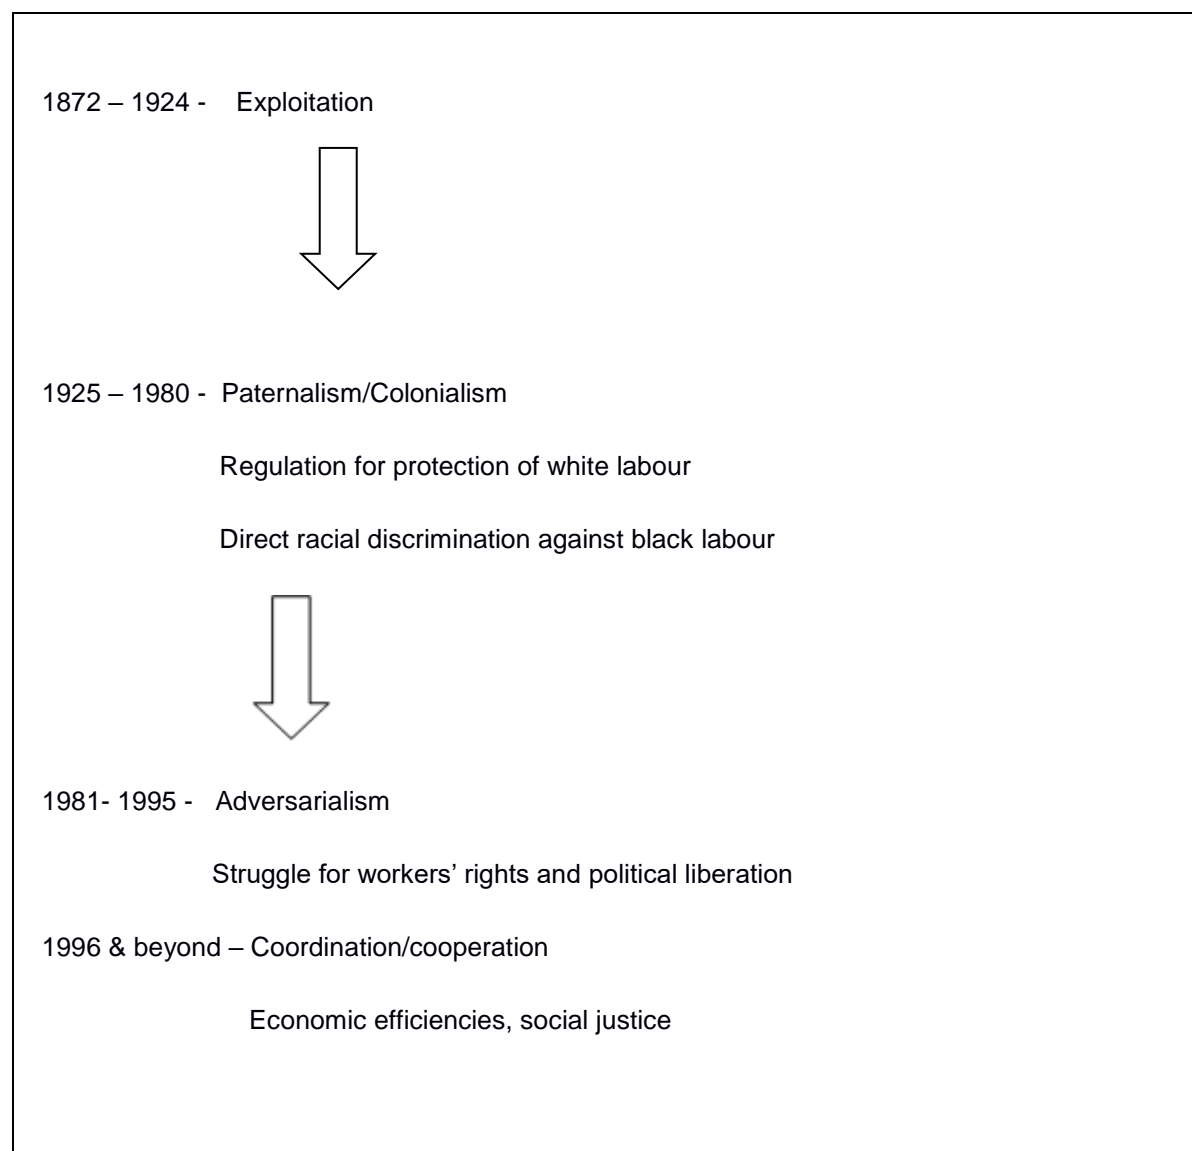 1872 – 1924 - Exploitation
1925 – 1980 - Paternalism/Colonialism
Regulation for protection of white labour
Direct racial discrimination against black labour
1981- 1995 - Adversarialism
Struggle for workers’ rights and political liberation
1996 & beyond – Coordination/cooperation
Economic efficiencies, social justice